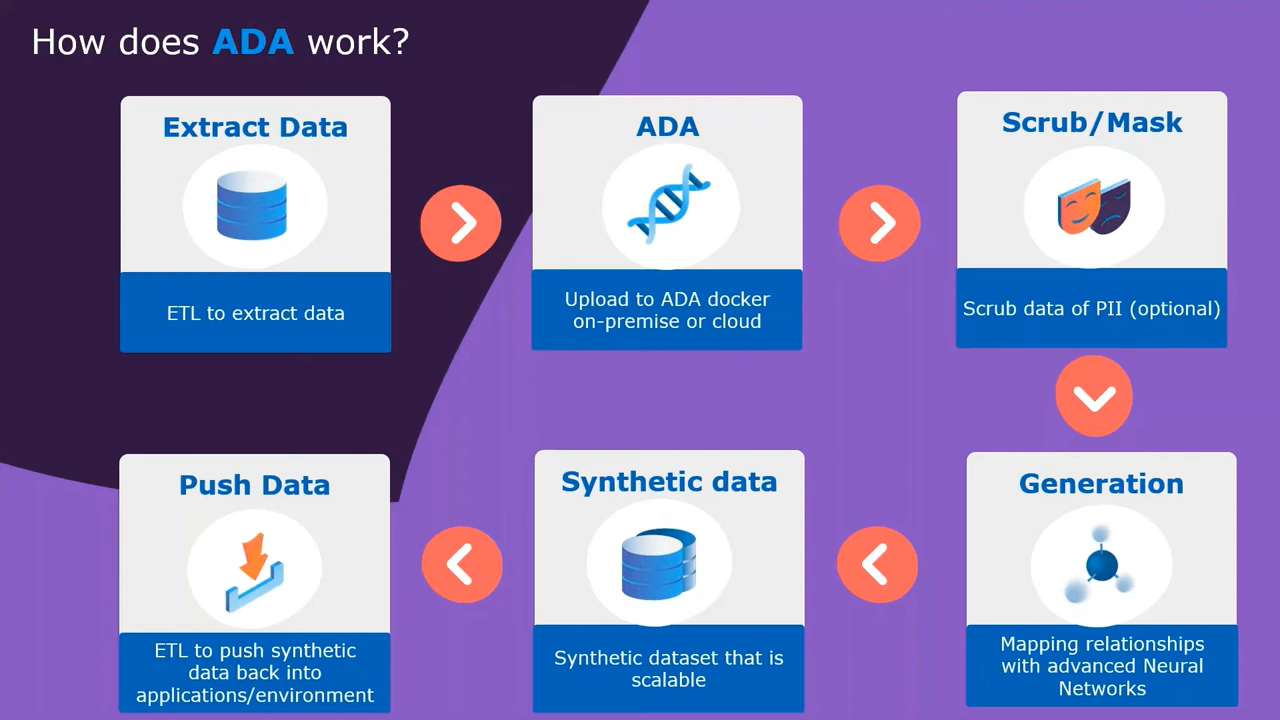 How does ADA work?
Extract Data
ETL to extract data
ADA
Upload to ADA docker
on-premise or cloud
Scrub/Mask
Scrub data of PII (optional)
Generation
Mapping relationships
with advanced Neural
Networks
Synthetic data
Synthetic dataset that is
scalable
Push Data
ETL to push synthetic
data back into
applications/environment